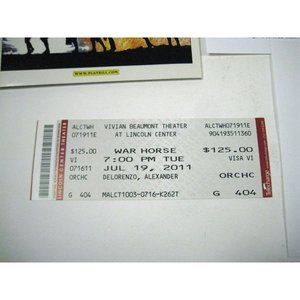 WWW.PLAYBILL.COM
ALCTWH VIVIAN BEAUMONT THEATER ALCTWH071911E
071911E AT LINCOLN CENTER 904193511360
$125.00 WAR HORSE $125.00
VI 7:00 PM TUE VISA VI
071611 JUL 19, 2011
ORCHC DELORENZO, ALEXANDER ORCHC
G 404 MALCT1003-0716-K262T G 404
LINCOLN CENTER THEATER
Telecharge